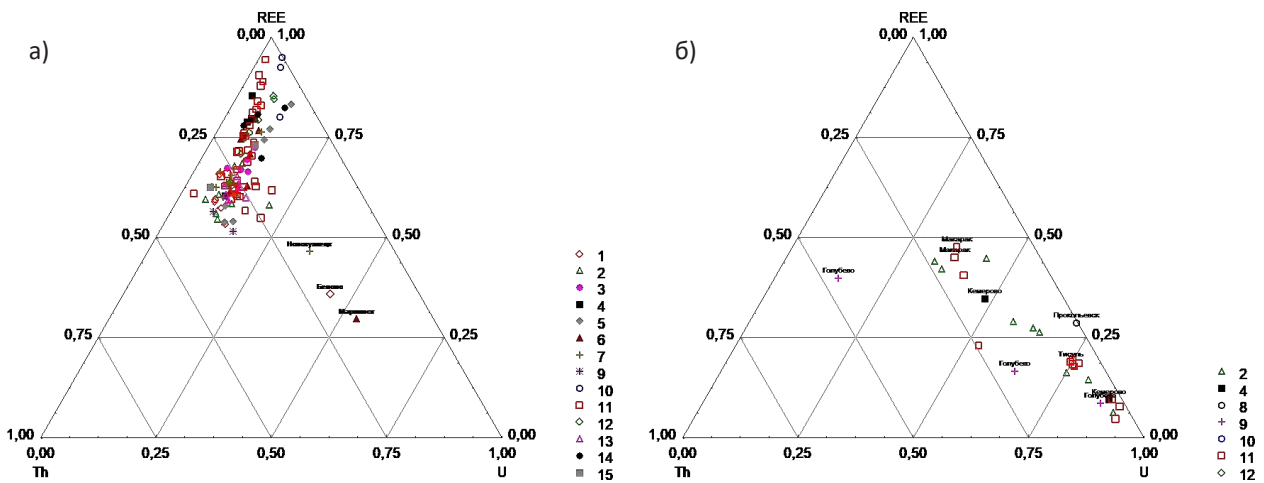 а)
REE
0,00 1,00
0,25 0,75
0,50 0,50
Новокузнецк
Белово
Мариинск
0,75 0,25
1,00 0,00
0,00 0,25 0,50 0,75 1,00
Th U
1
2
3
4
5
6
7
9
10
11
12
13
14
15
б)
REE
0,00 1,00
0,25 0,75
0,50 0,50
Макарак
Макарак
Голубево
Кемерово
Прокопьевск
0,75 0,25
Тисуль
Голубево
Кемерово
Голубево
1,00 0,00
0,00 0,25 0,50 0,75 1,00
Th U
2
4
8
9
10
11
12